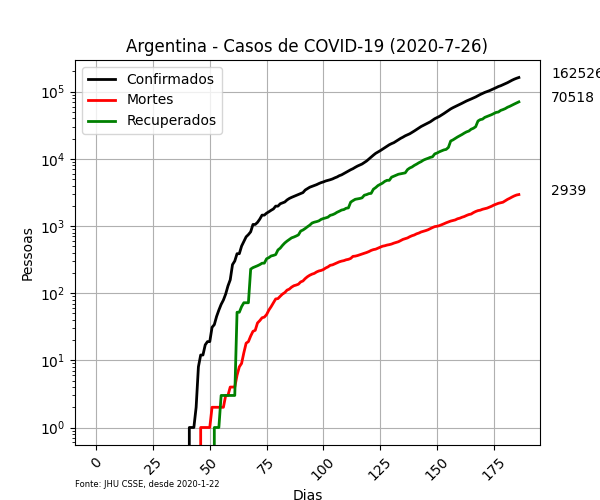 Argentina - Casos de COVID-19 (2020-7-26)
Confirmados
Mortes
Recuperados
162526
70518
2939
Pessoas
10⁵
10⁴
10³
10²
10¹
10⁰
0 25 50 75 100 125 150 175
Fonte: JHU CSSE, desde 2020-1-22
Dias